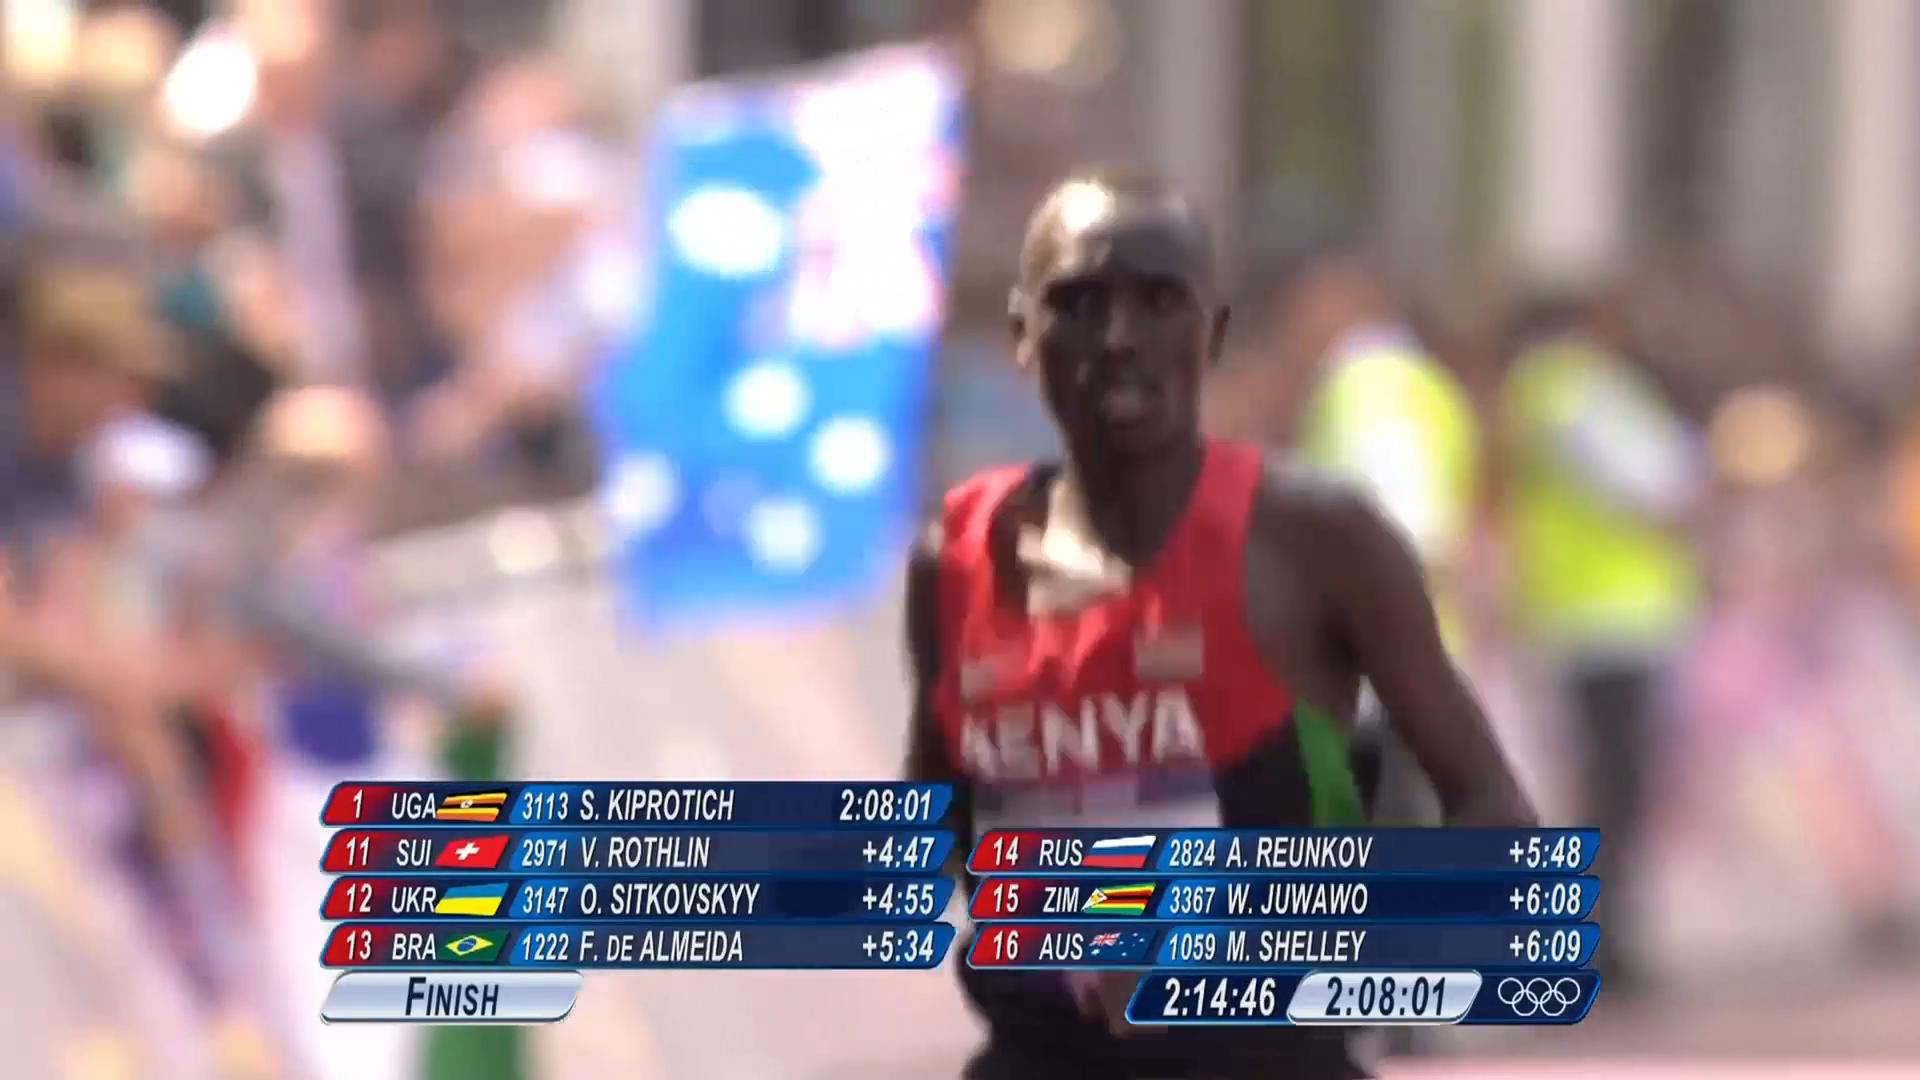 KENYA
1 UGA 3113 S. KIPROTICH 2:08:01
11 SUI 2971 V. ROTHLIN +4:47
12 UKR 3147 O. SITKOVSKYY +4:55
13 BRA 1222 F. DE ALMEIDA +5:34
14 RUS 2824 A. REUNKOV +5:48
15 ZIM 3367 W. JUWAWO +6:08
16 AUS 1059 M. SHELLEY +6:09
FINISH
2:14:46 2:08:01